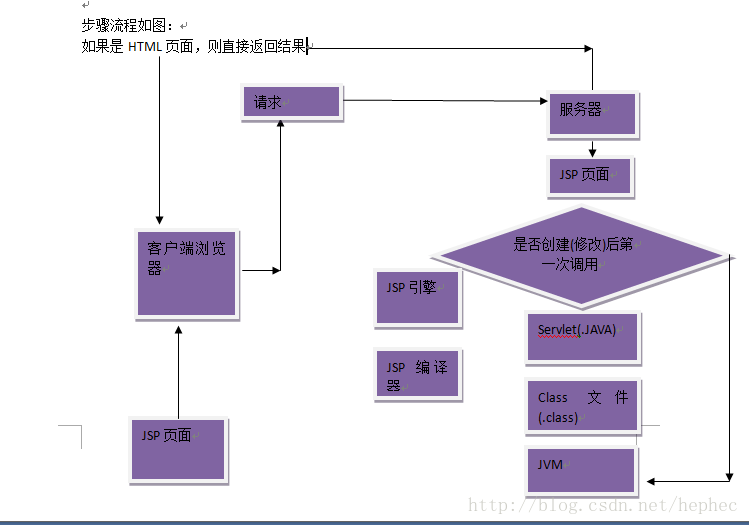 步骤流程如图：
如果是 HTML 页面，则直接返回结果
请求
服务器
JSP 页面
客户端浏览
器
是否创建(修改)后第
一次调用
JSP 引擎
Servlet(.JAVA)
JSP 编译
器
Class 文件
(.class)
JSP 页面
JVM
http://blog.csdn.net/hephec